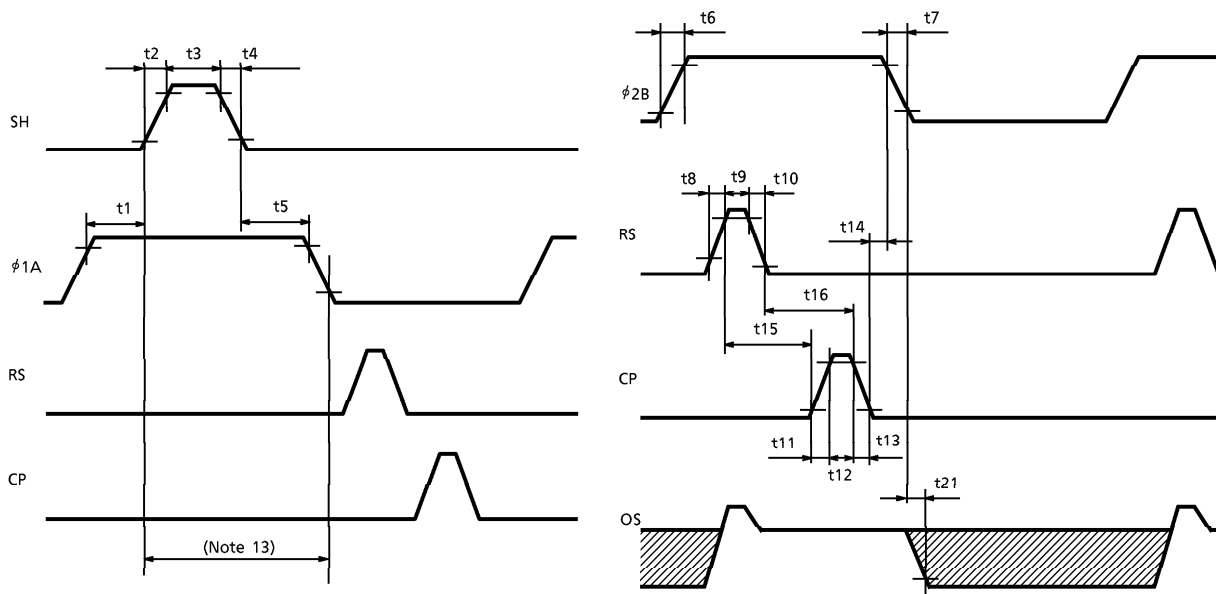 t2 t3 t4
SH
t1 t5
ϕ1A
RS
CP
(Note 13)
t6 t7
ϕ2B
t8 t9 t10
RS
t14
t16
t15
CP
t11 t13
t12
t21
OS